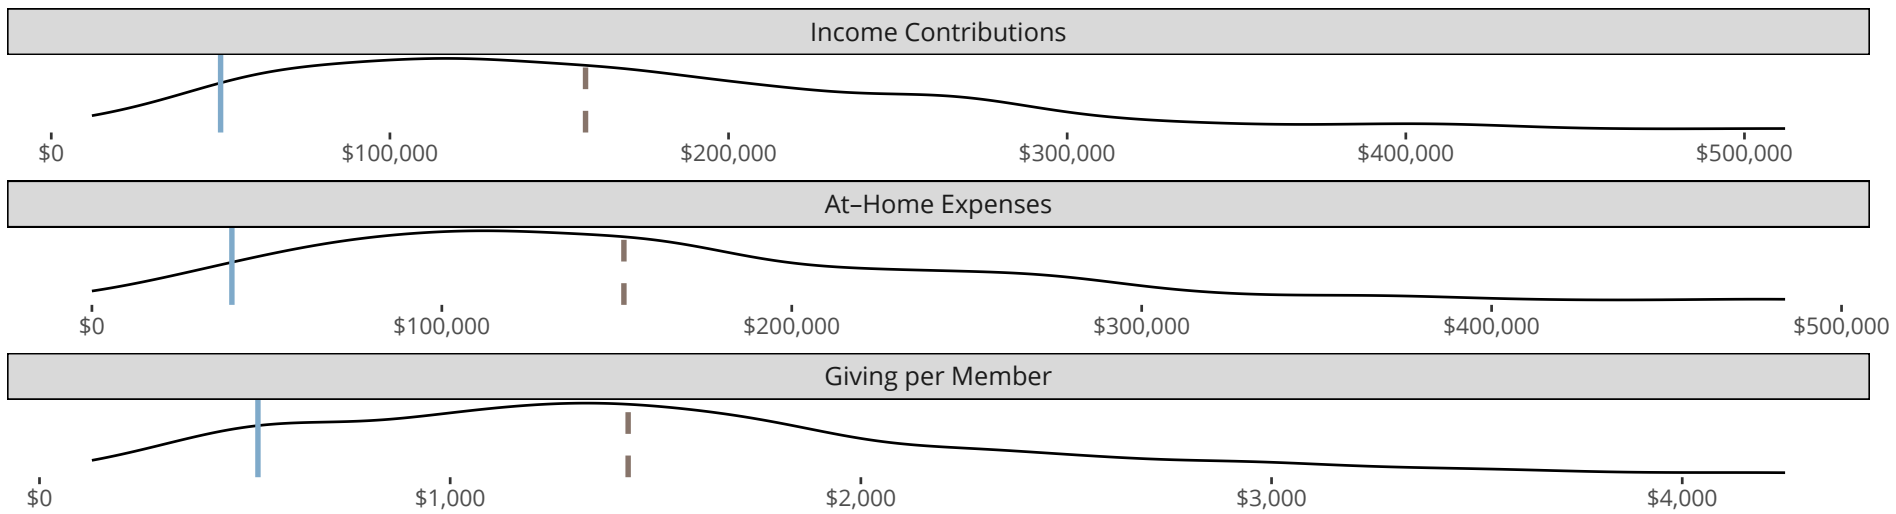 Income Contributions
$0 $100,000 $200,000 $300,000 $400,000 $500,000
At–Home Expenses
$0 $100,000 $200,000 $300,000 $400,000 $500,000
Giving per Member
$0 $1,000 $2,000 $3,000 $4,000